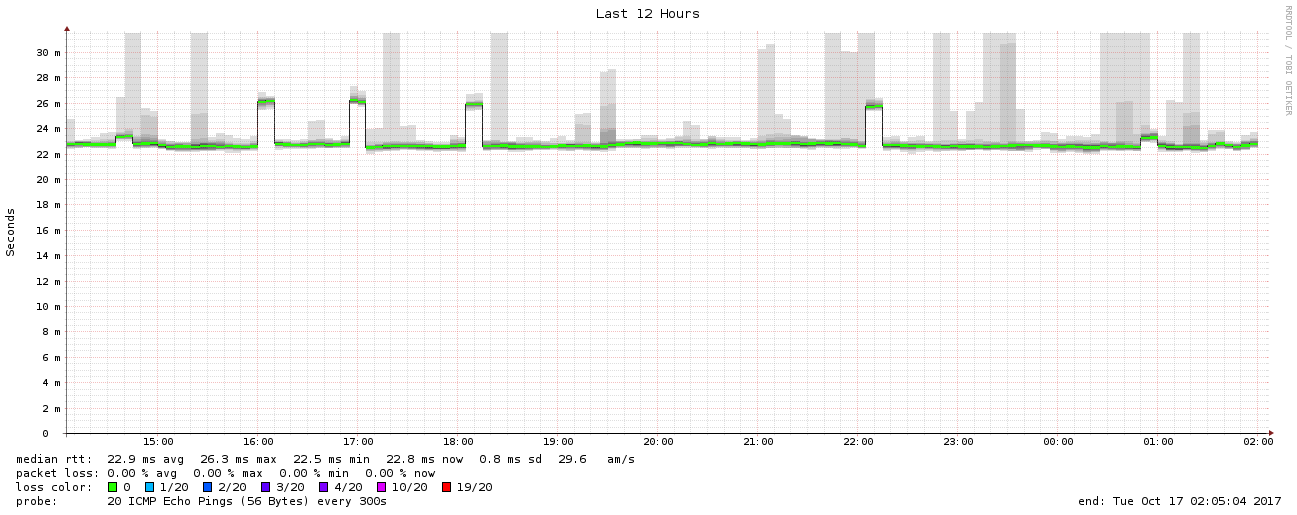 Last 12 Hours
RRDTOOL / TOBI OETIKER
Seconds
30 m
28 m
26 m
24 m
22 m
20 m
18 m
16 m
14 m
12 m
10 m
8 m
6 m
4 m
2 m
0
15:00 16:00 17:00 18:00 19:00 20:00 21:00 22:00 23:00 00:00 01:00 02:00
median rtt: 22.9 ms avg 26.3 ms max 22.5 ms min 22.8 ms now 0.8 ms sd 29.6 am/s
packet loss: 0.00 % avg 0.00 % max 0.00 % min 0.00 % now
loss color: 0 1/20 2/20 3/20 4/20 10/20 19/20
probe: 20 ICMP Echo Pings (56 Bytes) every 300s end: Tue Oct 17 02:05:04 2017